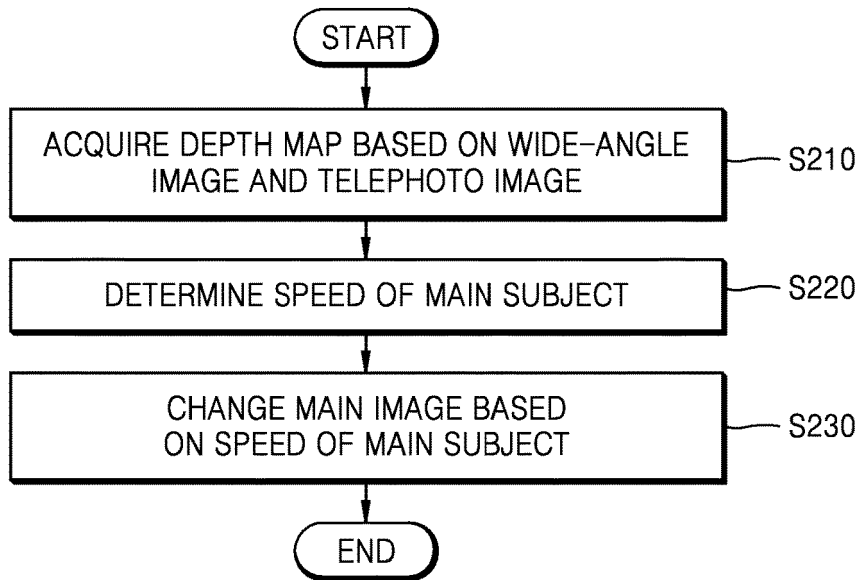 START
ACQUIRE DEPTH MAP BASED ON WIDE-ANGLE
IMAGE AND TELEPHOTO IMAGE
S210
DETERMINE SPEED OF MAIN SUBJECT
S220
CHANGE MAIN IMAGE BASED
ON SPEED OF MAIN SUBJECT
S230
END